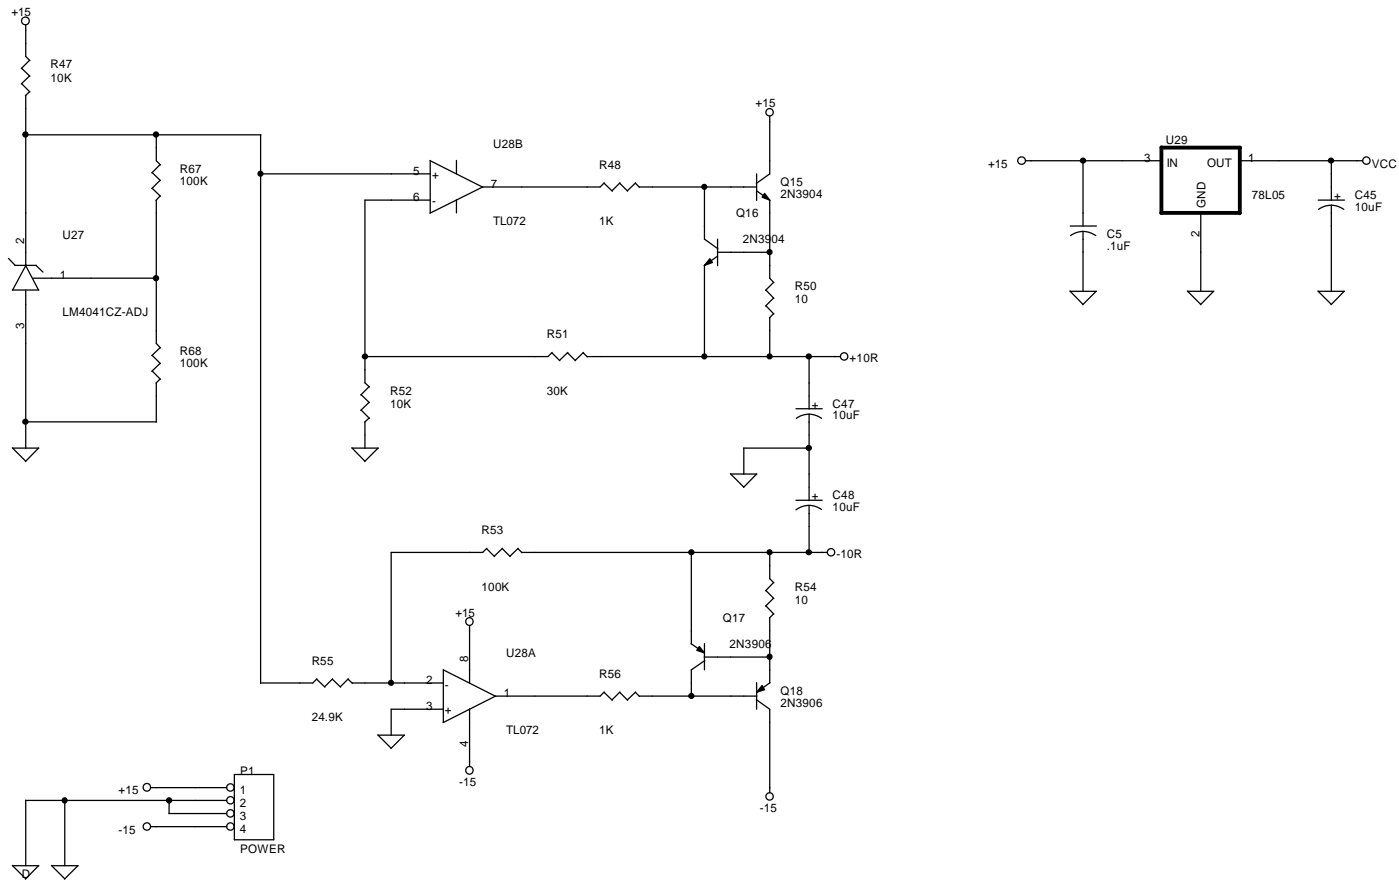 +15
R47
10K
R67
100K
U27
2
1
LM4041CZ-ADJ
3
R68
100K
U28B
5
+
6
-
7
TL072
R48
1K
+15
Q15
2N3904
Q16
2N3904
R50
10
R51
30K
R52
10K
+10R
+
C47
10uF
+
C48
10uF
-10R
R53
100K
R54
10
Q17
2N3906
+15
8
U28A
R55
24.9K
2
-
3
+
1
4
TL072
-15
R56
1K
Q18
2N3906
-15
U29
+15
3
IN
OUT
GND
1
2
78L05
VCC
C5
.1uF
+
C45
10uF
P1
+15
1
2
3
-15
4
POWER
D